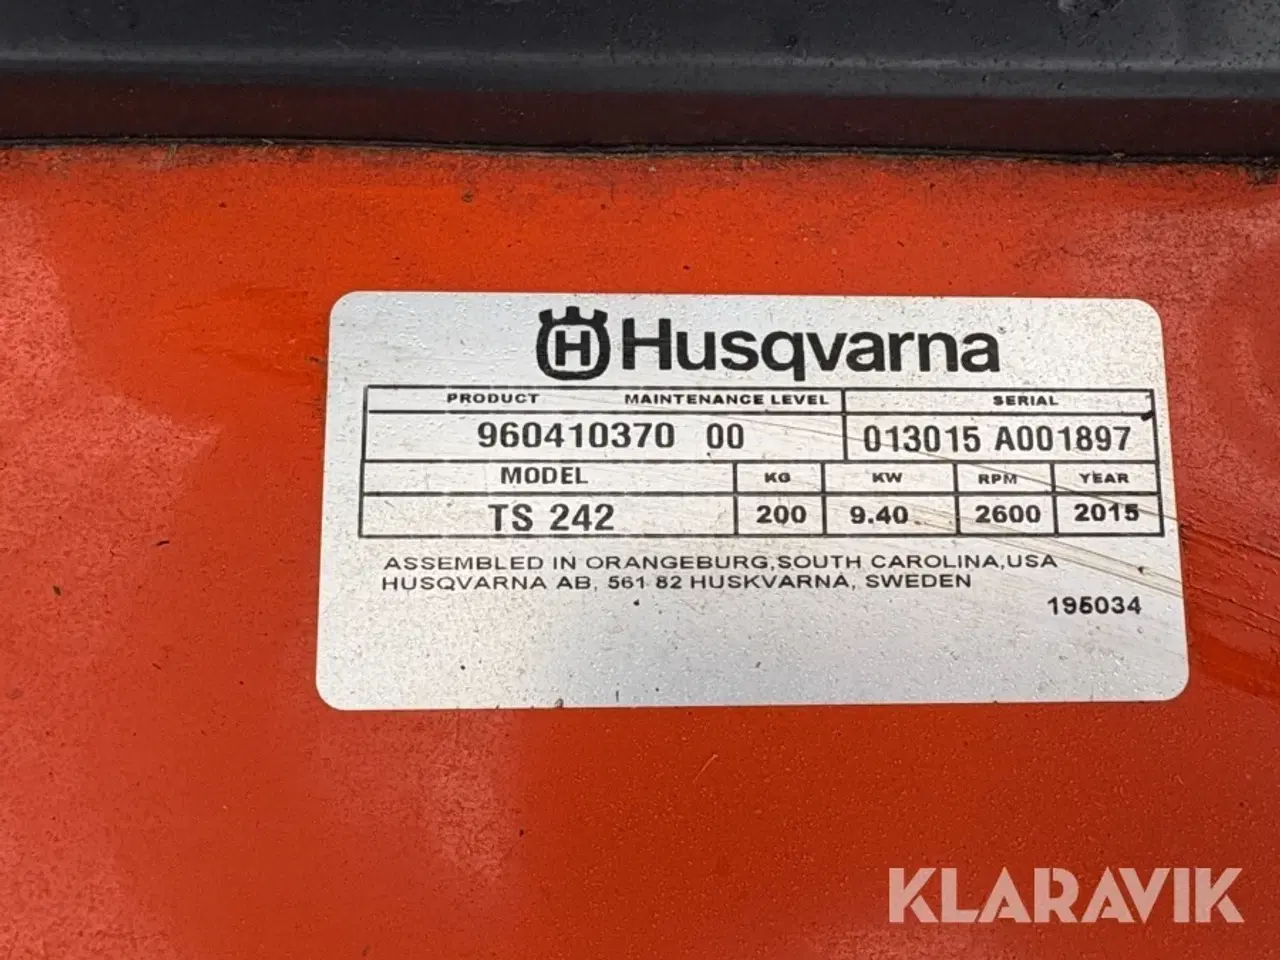 H Husqvarna
PRODUCT MAINTENANCE LEVEL SERIAL
960410370 00 013015 A001897
MODEL KG KW RPM YEAR
TS 242 200 9.40 2600 2015
ASSEMBLED IN ORANGEBURG,SOUTH CAROLINA,USA
HUSQVARNA AB, 561 82 HUSKVARNA, SWEDEN
195034
KLARAVIK